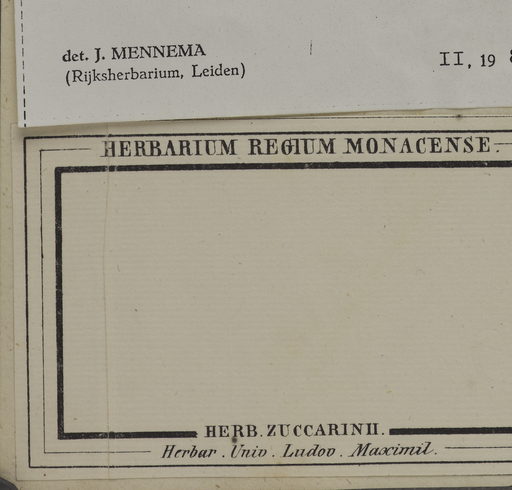 det. J. MENNEMA
(Rijksherbarium, Leiden)
II, 19
HERBARIUM REGIUM MONACENSE.
HERB. ZUCCARINII.
Herbar. Univ. Ludov. Maximil.